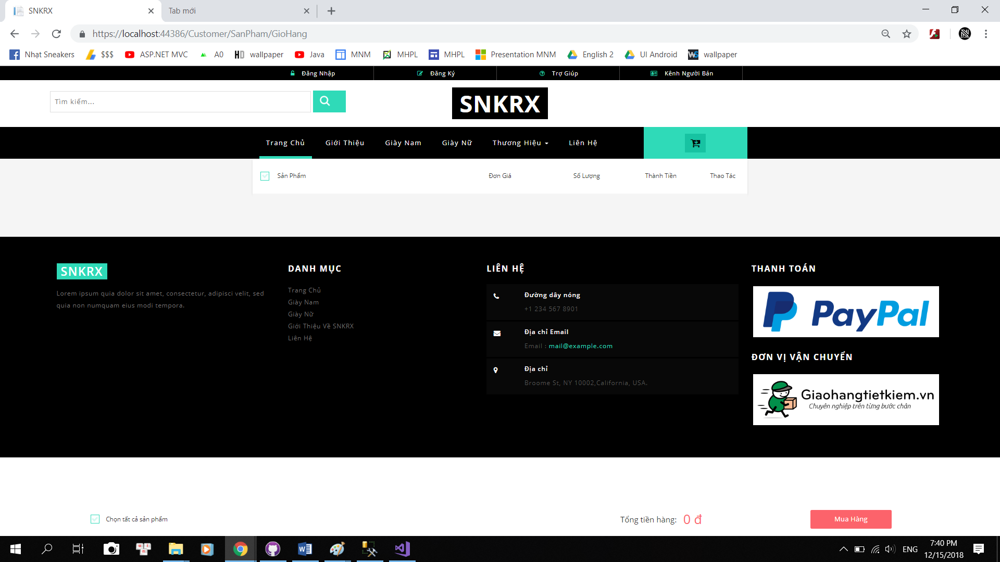 SNKRX
Tab mới
https://localhost:44386/Customer/SanPham/GioHang
Nhạt Sneakers
$$$
ASP.NET MVC
A0
HD
wallpaper
Java
MNM
MHPL
MHPL
Presentation MNM
English 2
UI Android
WS
wallpaper
Đăng Nhập
Đăng Ký
Trợ Giúp
Kênh Người Bán
Tìm kiếm...
SNKRX
Trang Chủ
Giới Thiệu
Giày Nam
Giày Nữ
Thương Hiệu
Liên Hệ
Sản Phẩm
Đơn Giá
Số Lượng
Thành Tiền
Thao Tác
SNKRX
Lorem ipsum quia dolor sit amet, consectetur, adipisci velit, sed
quia non numquam eius modi tempora.
DANH MỤC
Trang Chủ
Giày Nam
Giày Nữ
Giới Thiệu Về SNKRX
Liên Hệ
LIÊN HỆ
Đường dây nóng
+1 234 567 8901
Địa chỉ Email
Email : mail@example.com
Địa chỉ
Broome St, NY 10002,California, USA.
THANH TOÁN
PayPal
ĐƠN VỊ VẬN CHUYỂN
Giaohangtietkiem.vn
Chuyên nghiệp trên từng bước chân
Chọn tất cả sản phẩm
Tổng tiền hàng: 0 đ
Mua Hàng
ENG
7:40 PM
12/15/2018